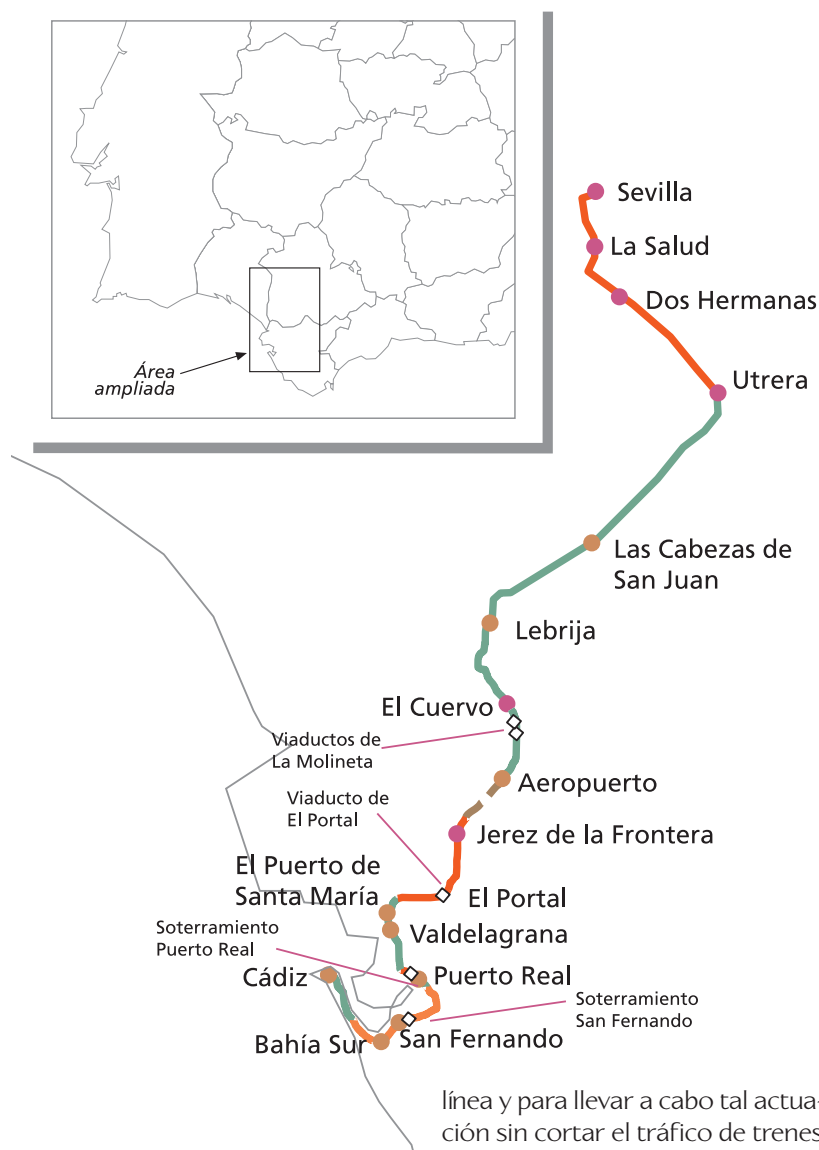 Área
ampliada
Sevilla
La Salud
Dos Hermanas
Utrera
Las Cabezas de
San Juan
Lebrija
El Cuervo
Viaductos de
La Molineta
Aeropuerto
Viaducto de
El Portal
Jerez de la Frontera
El Puerto de
Santa María
El Portal
Soterramiento
Puerto Real
Valdelagrana
Cádiz
Puerto Real
Soterramiento
San Fernando
San Fernando
Bahía Sur
línea y para llevar a cabo tal actua-
ción sin cortar el tráfico de trenes